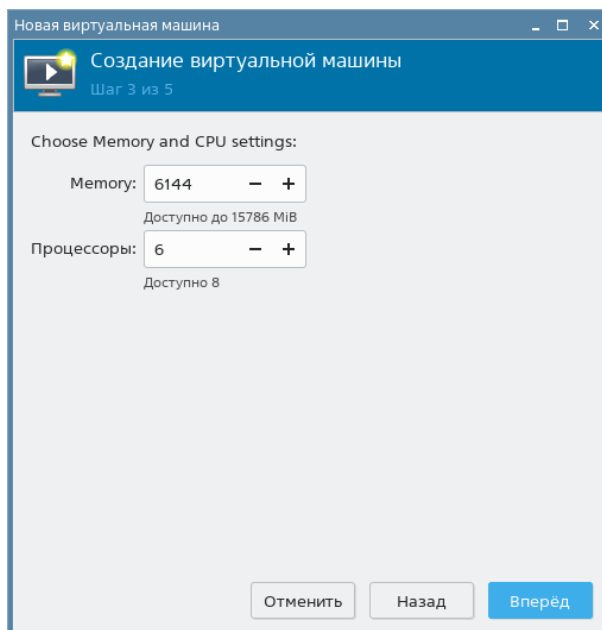 Новая виртуальная машина
Создание виртуальной машины
Шаг 3 из 5
Choose Memory and CPU settings:
Memory: 6144 − +
Доступно до 15786 MiB
Процессоры: 6 − +
Доступно 8
Отменить Назад Вперёд